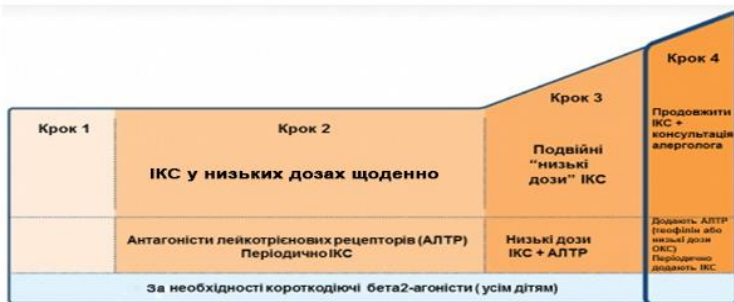 Крок 1
Крок 2
ІКС у низьких дозах щоденно
Крок 3
Подвійні
“низькі
дози” ІКС
Крок 4
Продовжити
ІКС +
консультація
алерголога
Антагоністи лейкотрієнових рецепторів (АЛТР)
Періодично ІКС
Низькі дози
ІКС + АЛТР
Додають АЛТР
(теофілін або
низькі дози
ОКС)
Періодично
додають ІКС
За необхідності короткодіючі бета2-агоністи ( усім дітям)